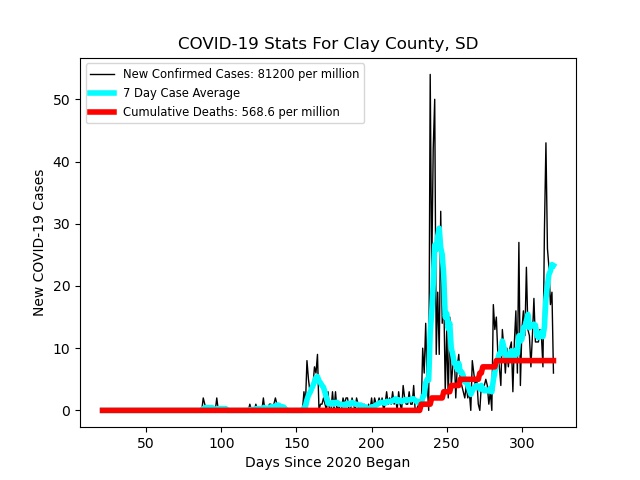 COVID-19 Stats For Clay County, SD
New Confirmed Cases: 81200 per million
7 Day Case Average
Cumulative Deaths: 568.6 per million
New COVID-19 Cases
50
40
30
20
10
0
50 100 150 200 250 300
Days Since 2020 Began